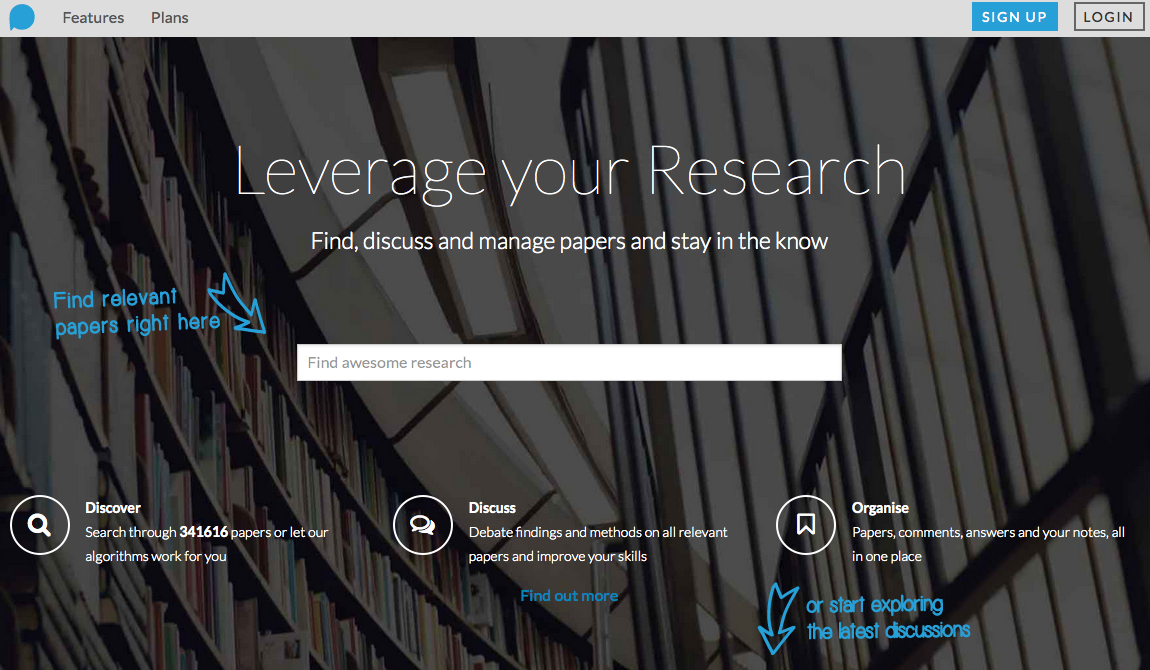 Features Plans SIGN UP LOGIN
Leverage your Research
Find, discuss and manage papers and stay in the know
Find relevant
papers right here
Find awesome research
Discover
Search through 341616 papers or let our
algorithms work for you
Discuss
Debate findings and methods on all relevant
papers and improve your skills
Organise
Papers, comments, answers and your notes, all
in one place
Find out more
or start exploring
the latest discussions